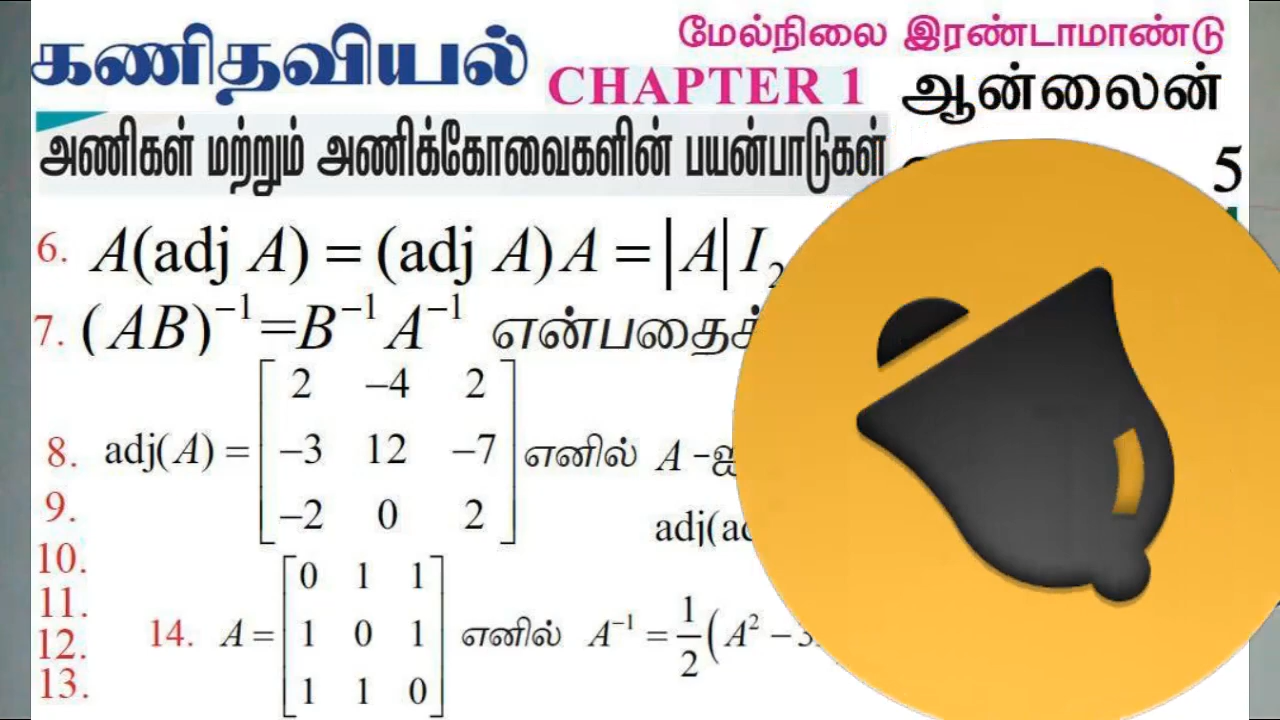 கணிதவியல்
மேல்நிலை இரண்டாமாண்டு
CHAPTER 1
ஆன்லைன்
அணிகள் மற்றும் அணிக்கோவைகளின் பயன்பாடுகள்
5
6. A(adj A) = (adj A)A = |A| I₂
7. (AB)⁻¹=B⁻¹ A⁻¹
2 −4 2
8. adj(A) = −3 12 −7 எனில் A -ஐ
9. −2 0 2
10.
11.
12.
13.
0 1 1
14. A = 1 0 1 எனில் A⁻¹ = 1/2 (A² −
1 1 0